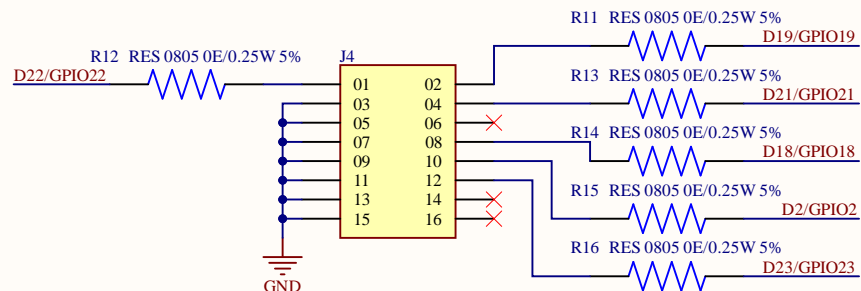 R11 RES 0805 0E/0.25W 5%
D19/GPIO19
R12 RES 0805 0E/0.25W 5%
J4
D22/GPIO22
01 02
R13 RES 0805 0E/0.25W 5%
03 04
D21/GPIO21
05 06
R14 RES 0805 0E/0.25W 5%
07 08
D18/GPIO18
09 10
11 12
R15 RES 0805 0E/0.25W 5%
13 14
D2/GPIO2
15 16
R16 RES 0805 0E/0.25W 5%
D23/GPIO23
GND